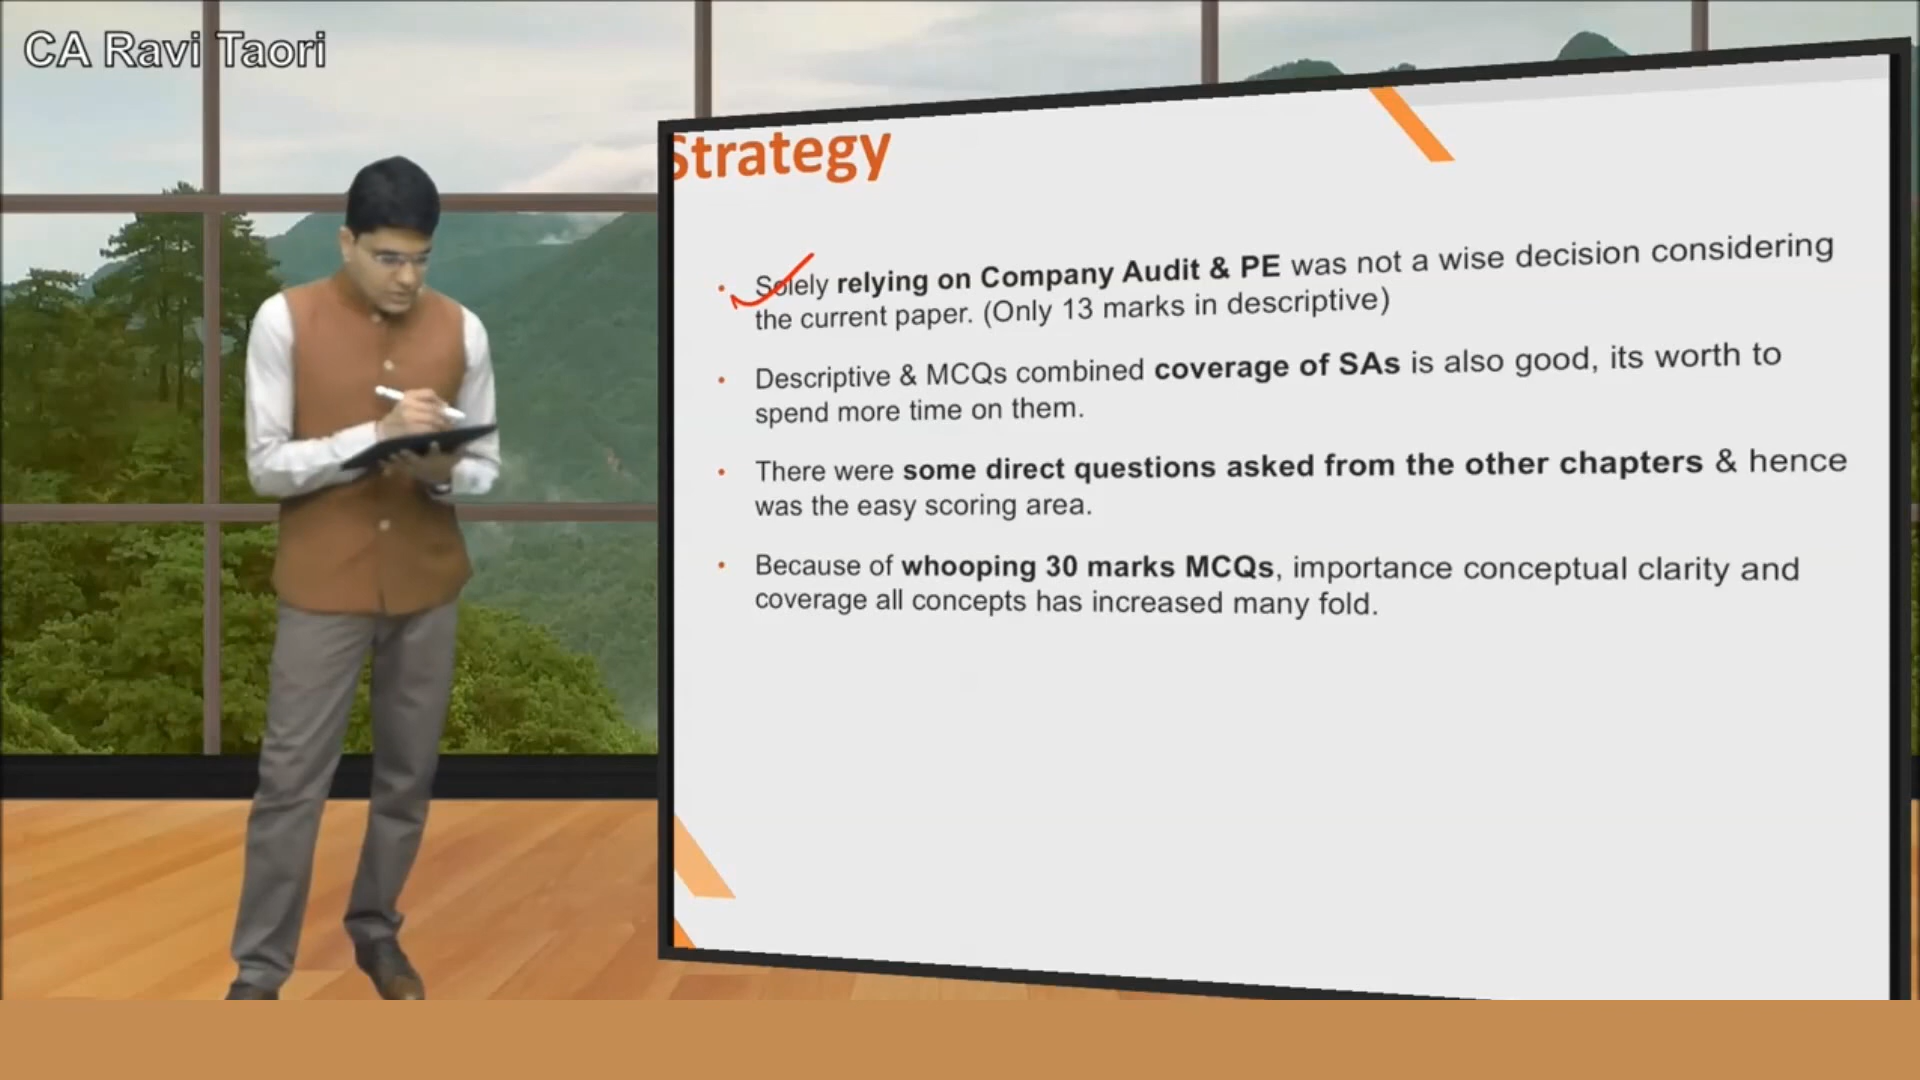 CA Ravi Taori
Strategy
• Solely relying on Company Audit & PE was not a wise decision considering
the current paper. (Only 13 marks in descriptive)
• Descriptive & MCQs combined coverage of SAs is also good, its worth to
spend more time on them.
• There were some direct questions asked from the other chapters & hence
was the easy scoring area.
• Because of whooping 30 marks MCQs, importance conceptual clarity and
coverage all concepts has increased many fold.